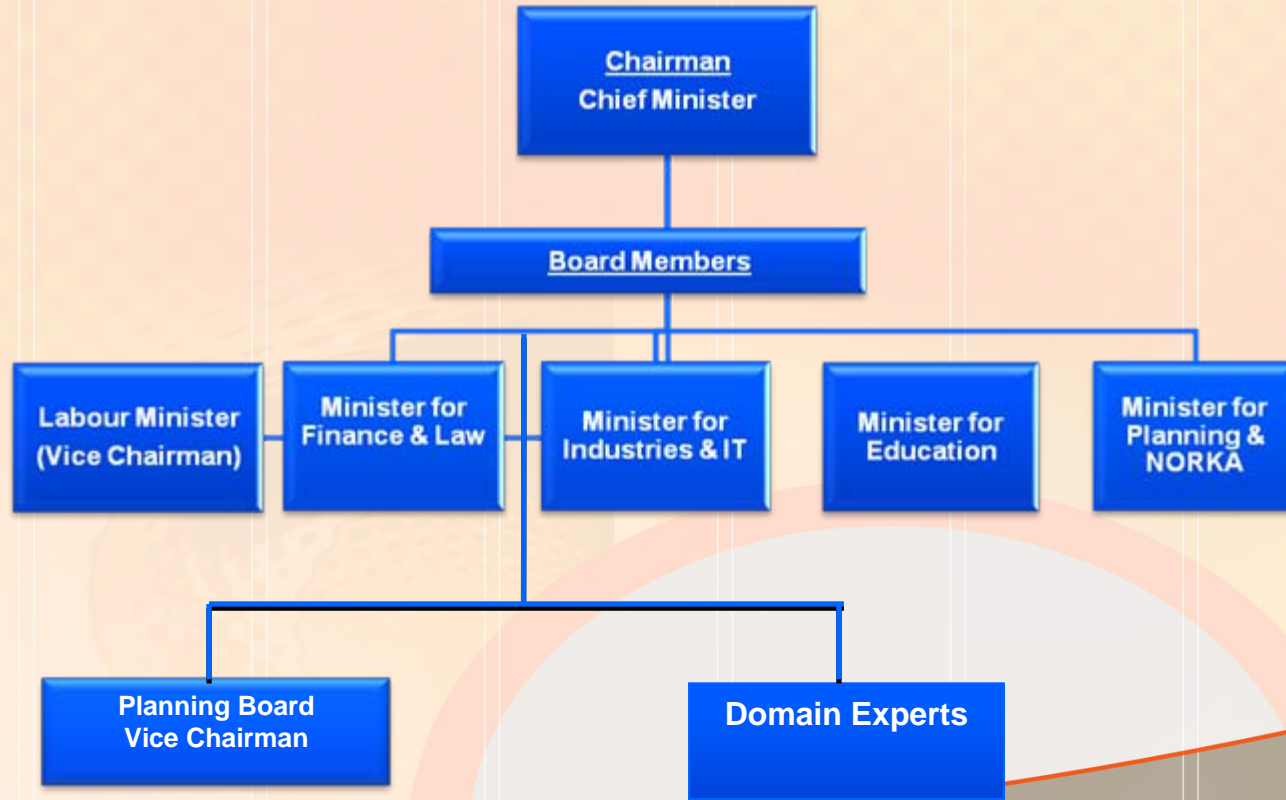 Chairman
Chief Minister
Board Members
Labour Minister
(Vice Chairman)
Minister for
Finance & Law
Minister for
Industries & IT
Minister for
Education
Minister for
Planning &
NORKA
Planning Board
Vice Chairman
Domain Experts